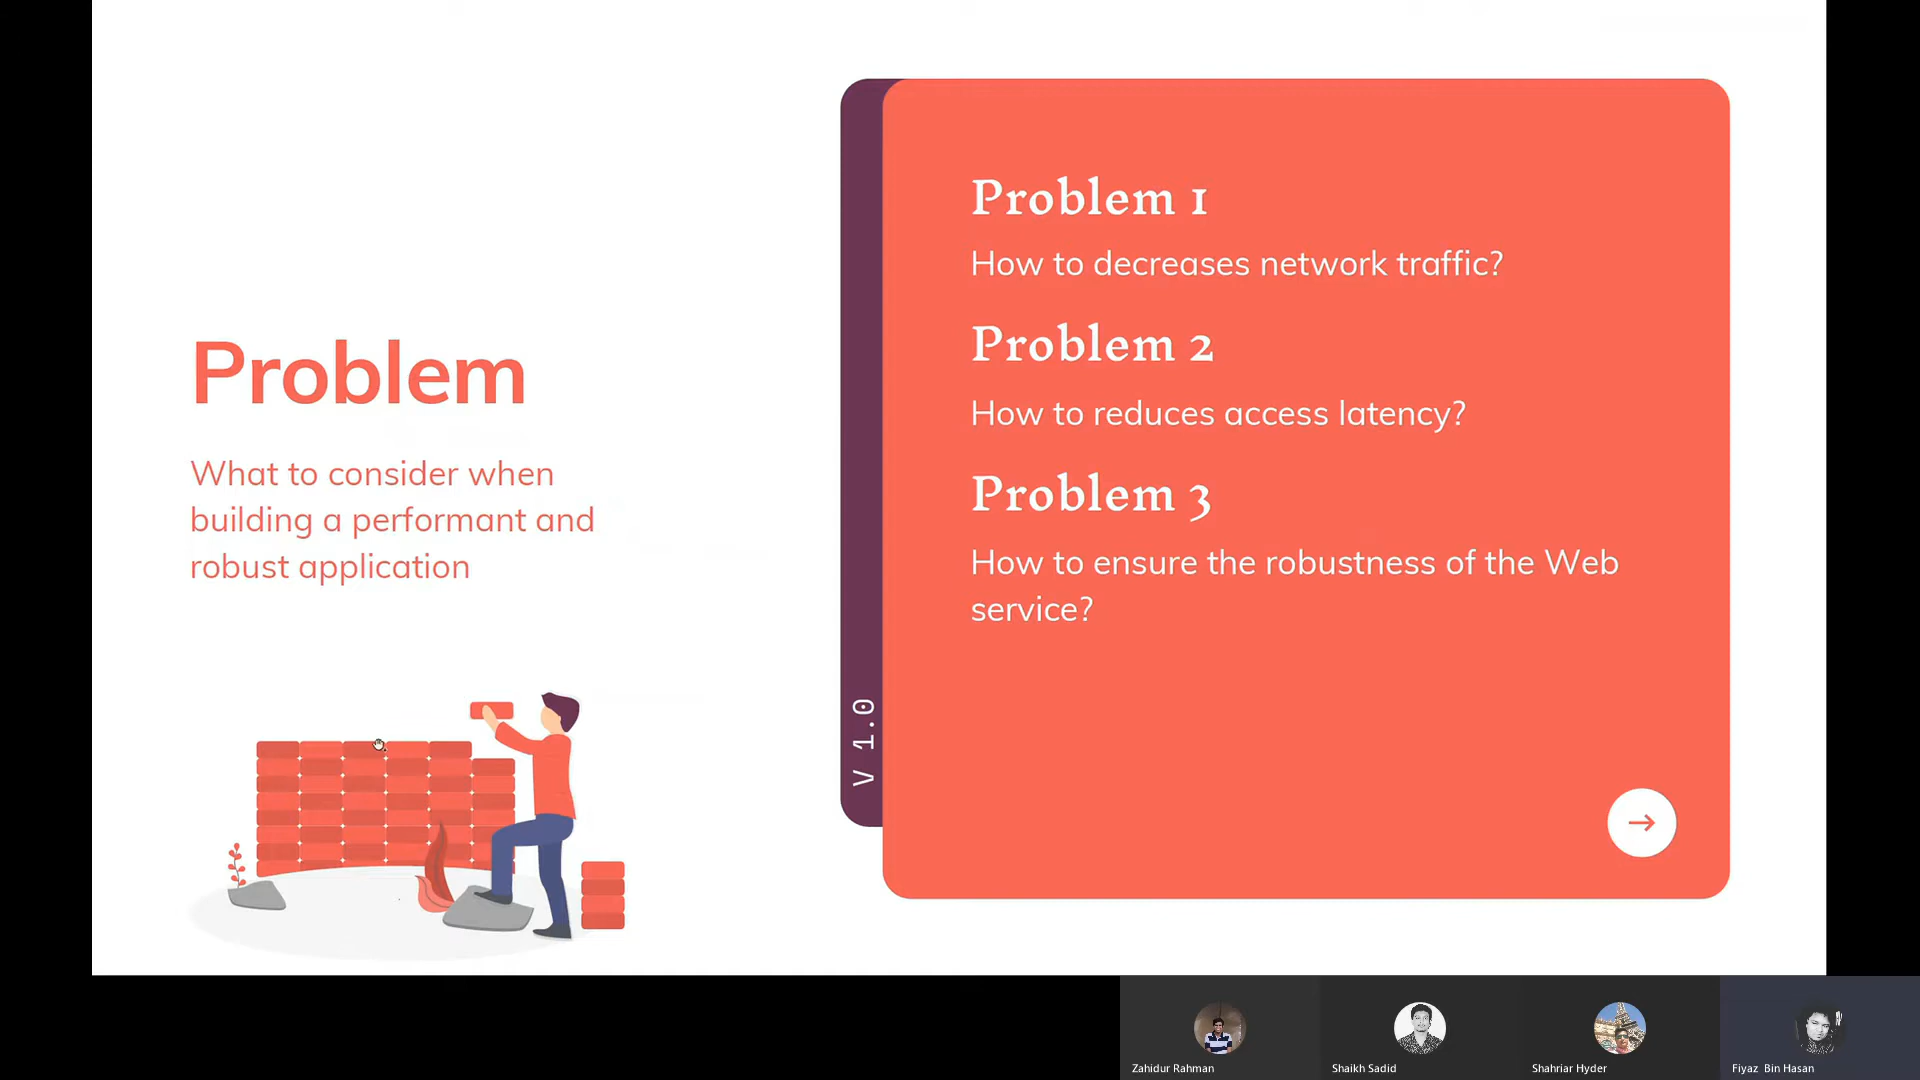 Problem
What to consider when
building a performant and
robust application
V 1.0
Problem 1
How to decreases network traffic?
Problem 2
How to reduces access latency?
Problem 3
How to ensure the robustness of the Web
service?
Zahidur Rahman
Shaikh Sadid
Shahriar Hyder
Fiyaz Bin Hasan